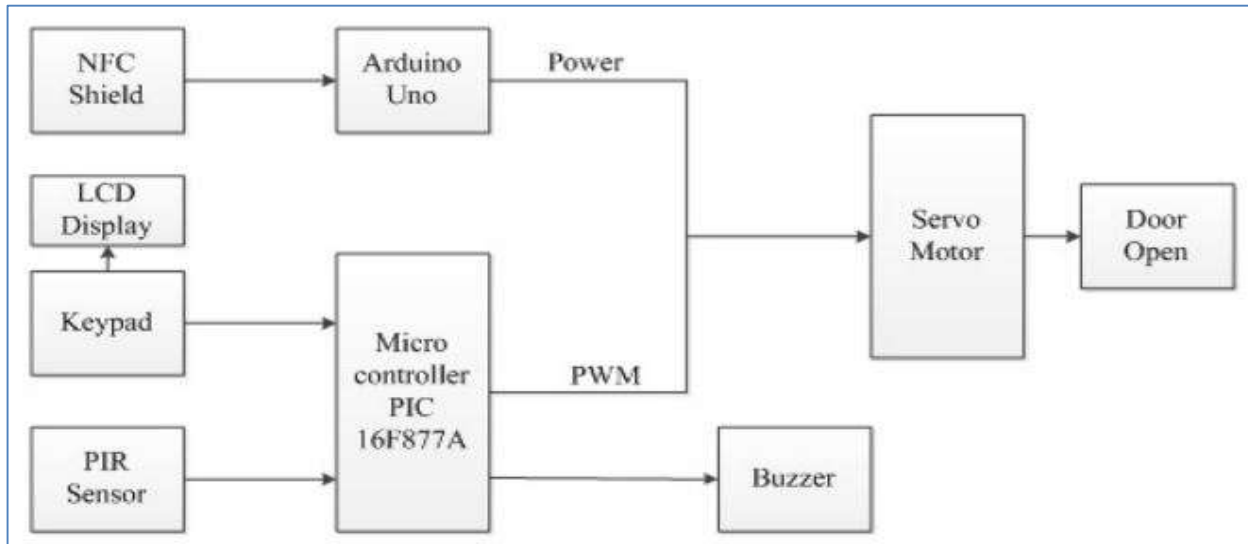 NFC
Shield
Arduino
Uno
Power
LCD
Display
Keypad
Micro
controller
PIC
16F877A
PWM
Servo
Motor
Door
Open
PIR
Sensor
Buzzer